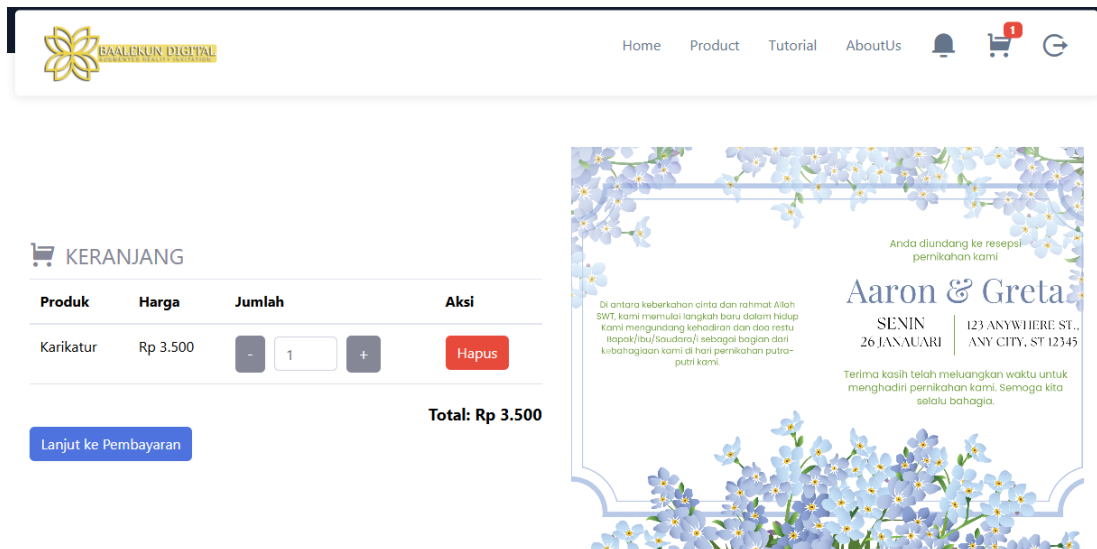 BAALEKUN DIGITAL
AUGMENTED REALITY INVITATION
Home Product Tutorial AboutUs 1
KERANJANG
Produk Harga Jumlah Aksi
Karikatur Rp 3.500 - 1 + Hapus
Total: Rp 3.500
Lanjut ke Pembayaran
Di antara keberkahan cinta dan rahmat Allah
SWT, kami memulai langkah baru dalam hidup
Kami mengundang kehadiran dan doa restu
Bapak/Ibu/Saudara/i sebagai bagian dari
kebahagiaan kami di hari pernikahan putra-
putri kami.
Anda diundang ke resepsi
pernikahan kami
Aaron & Greta
SENIN
26 JANAUARI
123 ANYWHERE ST.,
ANY CITY, ST 12345
Terima kasih telah meluangkan waktu untuk
menghadiri pernikahan kami. Semoga kita
selalu bahagia.